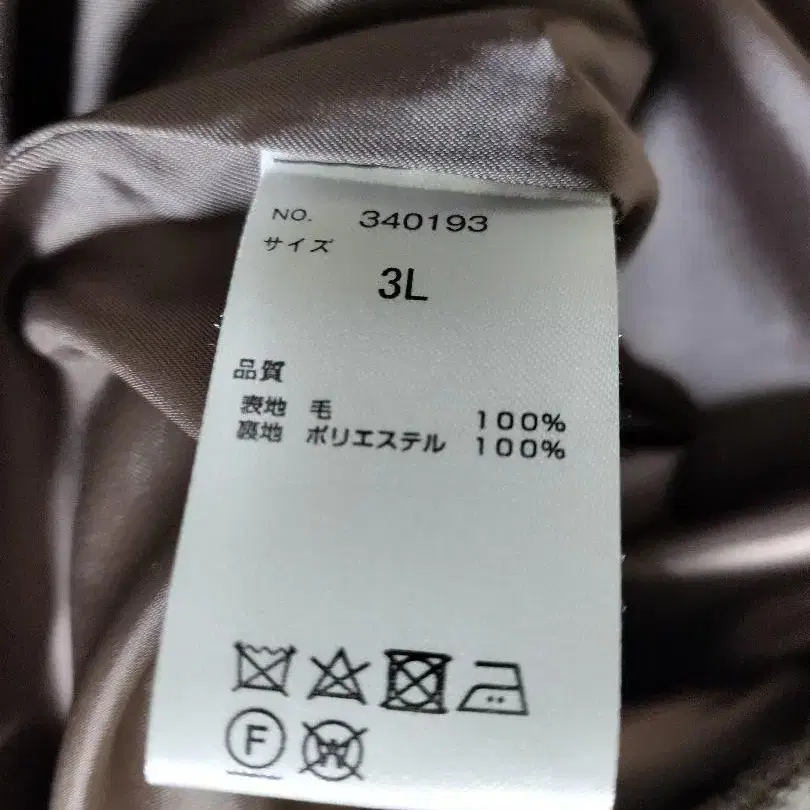 NO. 340193
サイズ
3L
品質
表地 毛 100%
裏地 ポリエステル 100%
F W